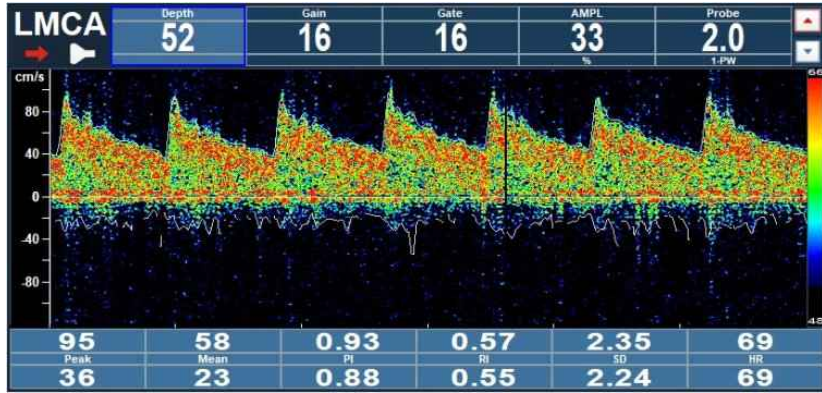 LMCA
Depth Gain Gate AMPL Probe
52 16 16 33 2.0
% 1-PW
cm/s
80
40
0
-40
-80
66
48
95 58 0.93 0.57 2.35 69
Peak Mean PI RI SD HR
36 23 0.88 0.55 2.24 69